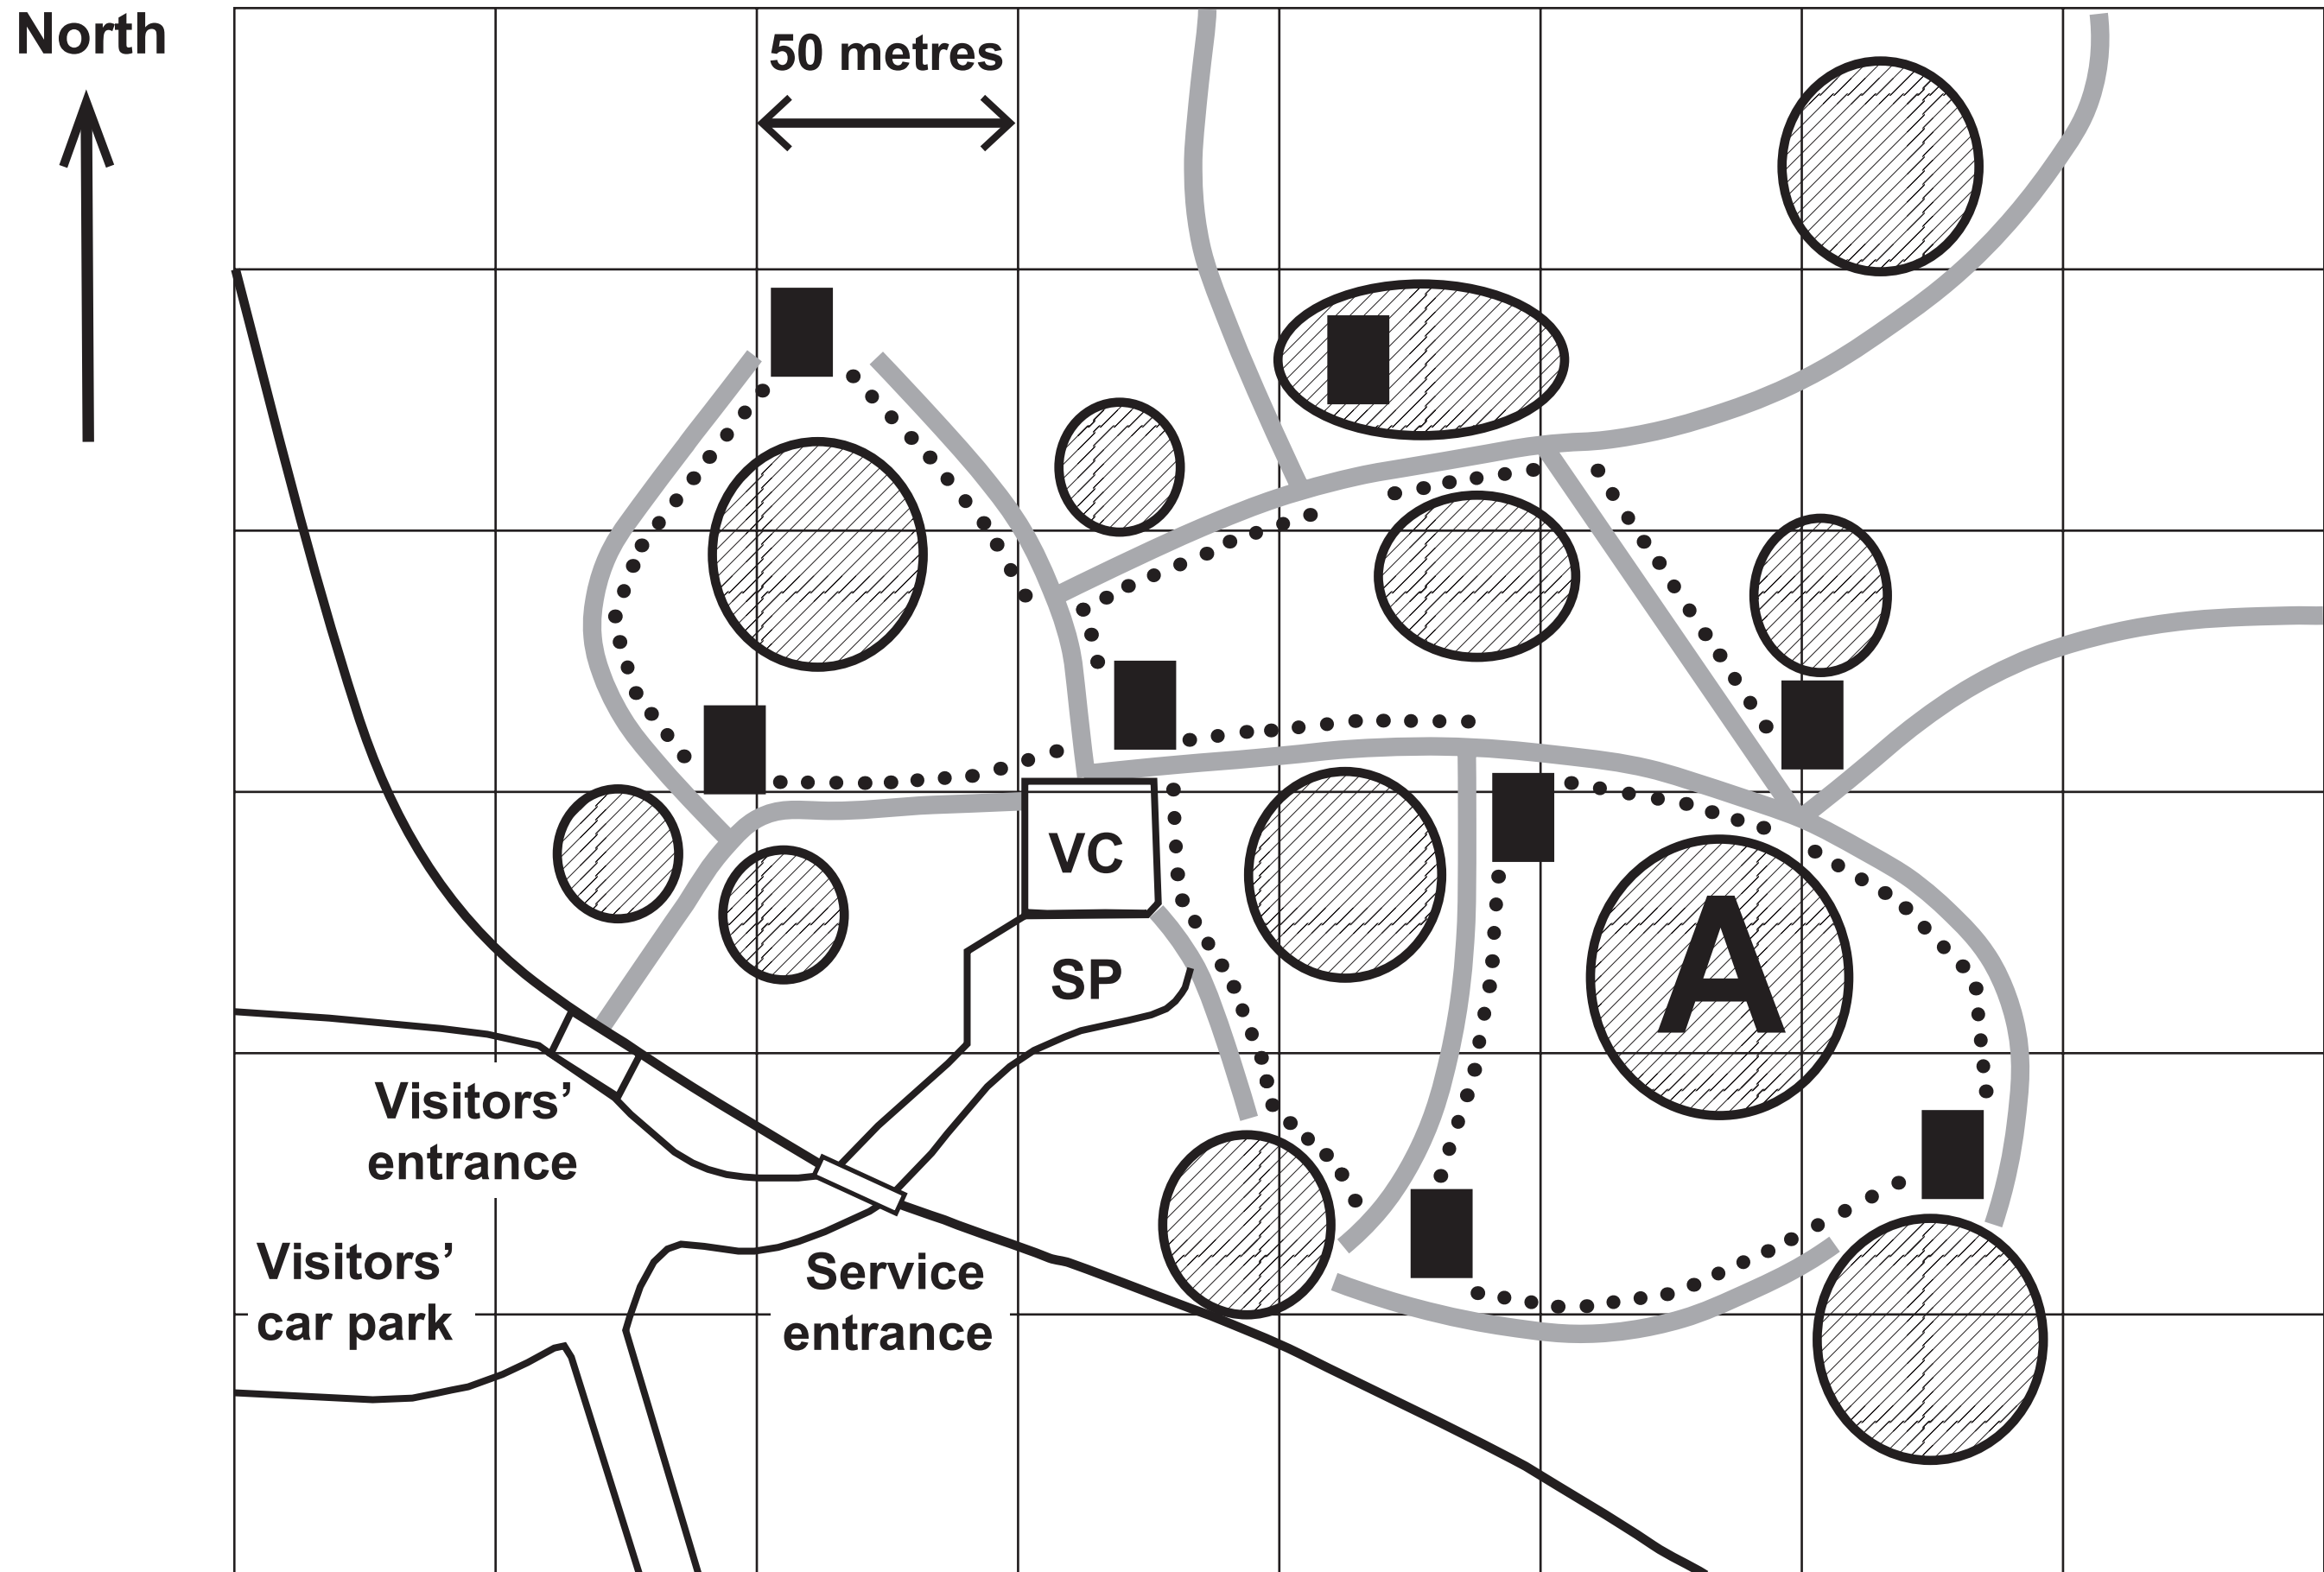 North
50 metres
VC
SP
A
Visitors’
entrance
Visitors’
car park
Service
entrance